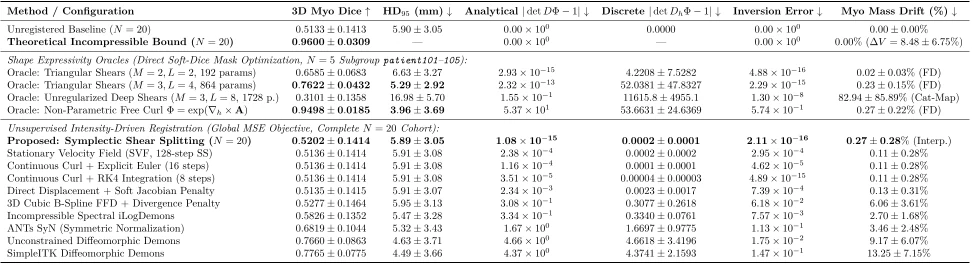 Method / Configuration 3D Myo Dice ↑ HD₉₅ (mm) ↓ Analytical |det DΦ − 1| ↓ Discrete |det DₕΦ − 1| ↓ Inversion Error ↓ Myo Mass Drift (%) ↓
Unregistered Baseline (N = 20) 0.5133 ± 0.1413 5.90 ± 3.05 0.00 × 10⁰ 0.0000 0.00 × 10⁰ 0.00 ± 0.00%
Theoretical Incompressible Bound (N = 20) 0.9600 ± 0.0309 — 0.00 × 10⁰ — 0.00 × 10⁰ 0.00% (ΔV = 8.48 ± 6.75%)
Shape Expressivity Oracles (Direct Soft-Dice Mask Optimization, N = 5 Subgroup patient101–105):
Oracle: Triangular Shears (M = 2, L = 2, 192 params) 0.6585 ± 0.0683 6.63 ± 3.27 2.93 × 10⁻¹⁵ 4.2208 ± 7.5282 4.88 × 10⁻¹⁶ 0.02 ± 0.03% (FD)
Oracle: Triangular Shears (M = 3, L = 4, 864 params) 0.7622 ± 0.0432 5.29 ± 2.92 2.32 × 10⁻¹³ 52.0381 ± 47.8327 2.29 × 10⁻¹⁵ 0.23 ± 0.15% (FD)
Oracle: Unregularized Deep Shears (M = 3, L = 8, 1728 p.) 0.3101 ± 0.1358 16.98 ± 5.70 1.55 × 10⁻¹ 11615.8 ± 4955.1 1.30 × 10⁻⁸ 82.94 ± 85.89% (Cat-Map)
Oracle: Non-Parametric Free Curl Φ = exp(∇ₕ × A) 0.9498 ± 0.0185 3.96 ± 3.69 5.37 × 10¹ 53.6631 ± 24.6369 5.74 × 10⁻¹ 0.27 ± 0.22% (FD)
Unsupervised Intensity-Driven Registration (Global MSE Objective, Complete N = 20 Cohort):
Proposed: Symplectic Shear Splitting (N = 20) 0.5202 ± 0.1414 5.89 ± 3.05 1.08 × 10⁻¹⁵ 0.0002 ± 0.0001 2.11 × 10⁻¹⁶ 0.27 ± 0.28% (Interp.)
Stationary Velocity Field (SVF, 128-step SS) 0.5136 ± 0.1414 5.91 ± 3.08 2.38 × 10⁻⁴ 0.0002 ± 0.0002 2.95 × 10⁻⁴ 0.11 ± 0.28%
Continuous Curl + Explicit Euler (16 steps) 0.5136 ± 0.1414 5.91 ± 3.08 1.16 × 10⁻⁴ 0.0001 ± 0.0001 4.62 × 10⁻⁵ 0.11 ± 0.28%
Continuous Curl + RK4 Integration (8 steps) 0.5136 ± 0.1414 5.91 ± 3.08 3.51 × 10⁻⁵ 0.00004 ± 0.00003 4.89 × 10⁻¹⁵ 0.11 ± 0.28%
Direct Displacement + Soft Jacobian Penalty 0.5135 ± 0.1415 5.91 ± 3.07 2.34 × 10⁻³ 0.0023 ± 0.0017 7.39 × 10⁻⁴ 0.13 ± 0.31%
3D Cubic B-Spline FFD + Divergence Penalty 0.5277 ± 0.1464 5.95 ± 3.13 3.08 × 10⁻¹ 0.3077 ± 0.2618 6.18 × 10⁻² 6.06 ± 3.61%
Incompressible Spectral iLogDemons 0.5826 ± 0.1352 5.47 ± 3.28 3.34 × 10⁻¹ 0.3340 ± 0.0761 7.57 × 10⁻³ 2.70 ± 1.68%
ANTs SyN (Symmetric Normalization) 0.6819 ± 0.1044 5.32 ± 3.43 1.67 × 10⁰ 1.6697 ± 0.9775 1.13 × 10⁻¹ 3.46 ± 2.48%
Unconstrained Diffeomorphic Demons 0.7660 ± 0.0863 4.63 ± 3.71 4.66 × 10⁰ 4.6618 ± 3.4196 1.75 × 10⁻² 9.17 ± 6.07%
SimpleITK Diffeomorphic Demons 0.7765 ± 0.0775 4.49 ± 3.66 4.37 × 10⁰ 4.3741 ± 2.1593 1.47 × 10⁻¹ 13.25 ± 7.15%